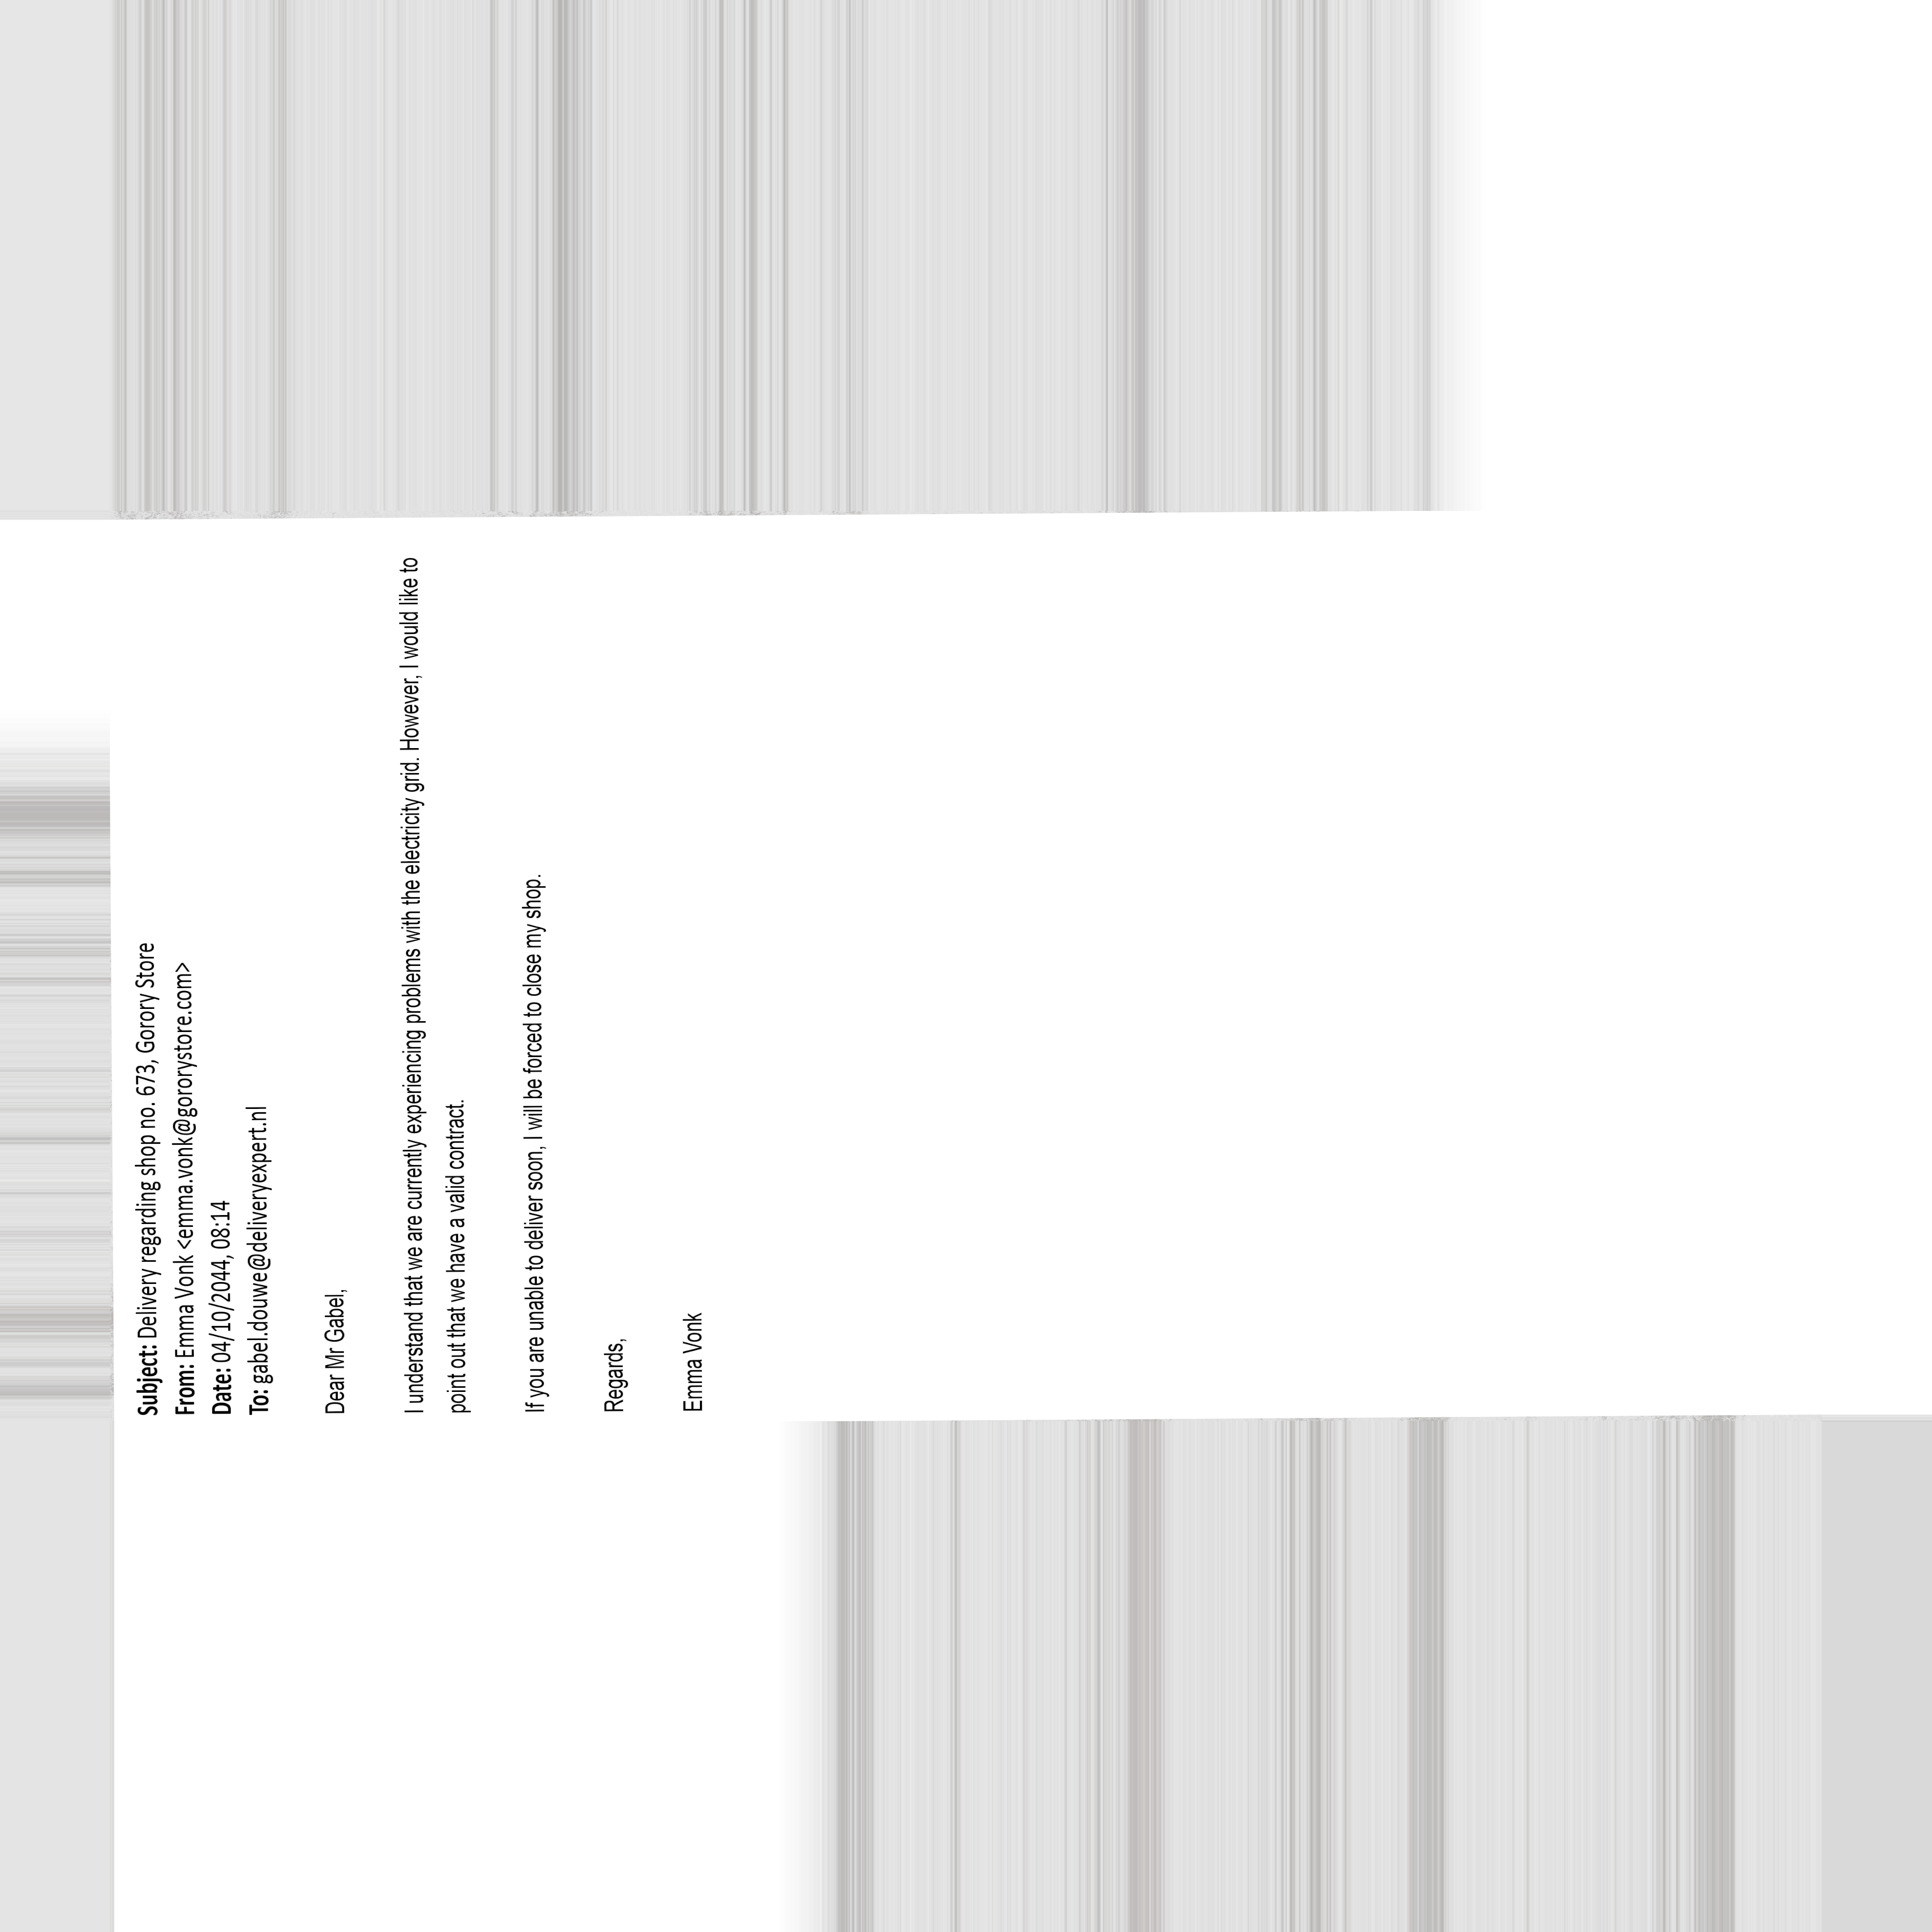 Subject: Delivery regarding shop no. 673, Gorory Store
From: Emma Vonk <emma.vonk@gororystore.com>
Date: 04/10/2044, 08:14
To: gabel.douwe@deliveryexpert.nl
Dear Mr Gabel,
I understand that we are currently experiencing problems with the electricity grid. However, I would like to
point out that we have a valid contract.
If you are unable to deliver soon, I will be forced to close my shop.
Regards,
Emma Vonk